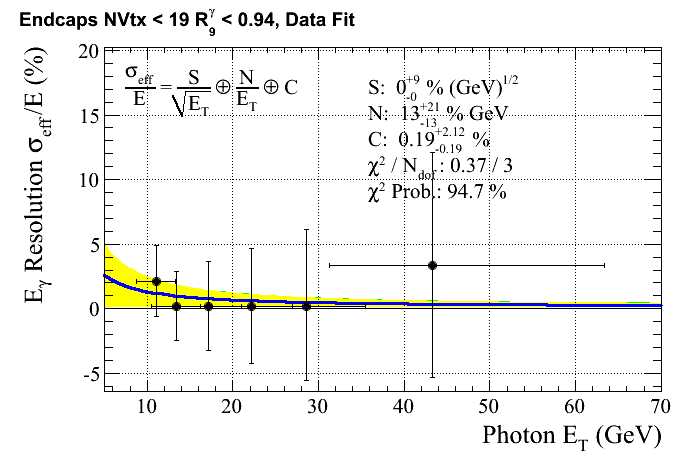 Endcaps NVtx < 19 R₉^γ < 0.94, Data Fit
E_γ Resolution σ_eff/E (%)
20
15
10
5
0
-5
σ_eff/E = S/√E_T ⊕ N/E_T ⊕ C
S: 0 +9 -0 % (GeV)^1/2
N: 13 +21 -13 % GeV
C: 0.19 +2.12 -0.19 %
χ² / N_dof : 0.37 / 3
χ² Prob.: 94.7 %
10 20 30 40 50 60 70
Photon E_T (GeV)